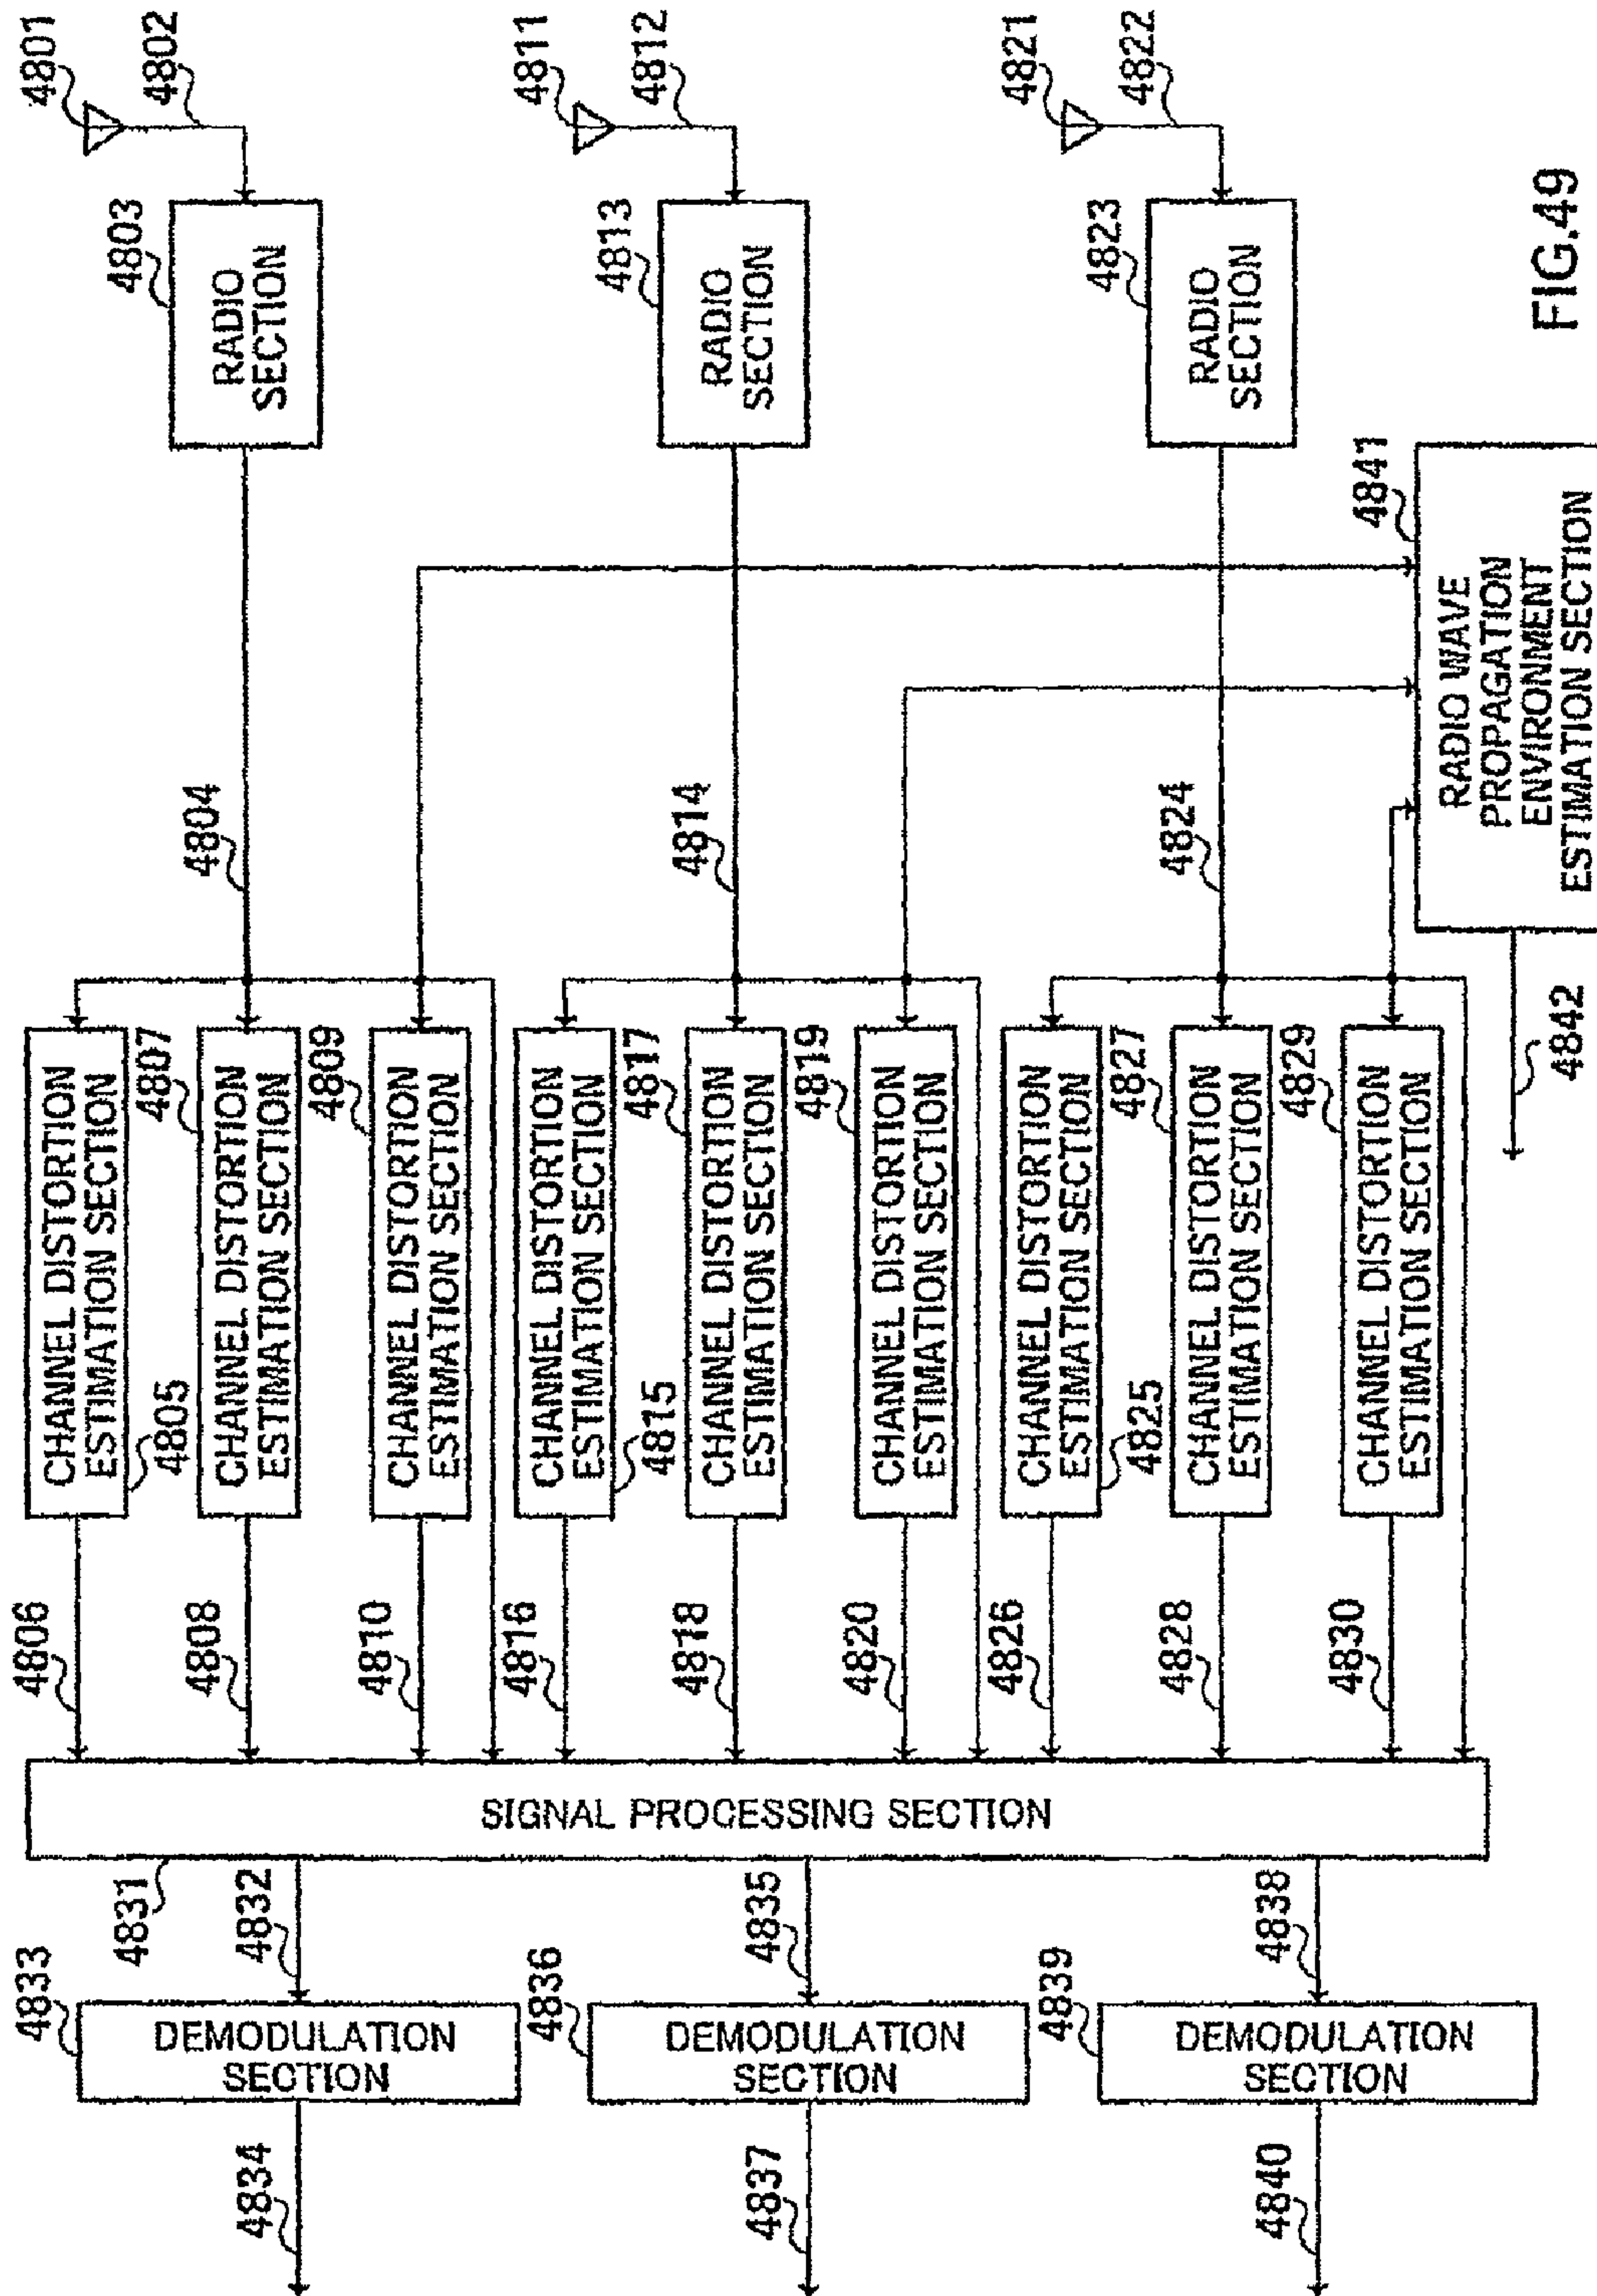 4801
4802
4803
RADIO
SECTION
4804
CHANNEL DISTORTION
ESTIMATION SECTION
4805
4806
4807
CHANNEL DISTORTION
ESTIMATION SECTION
4808
4809
CHANNEL DISTORTION
ESTIMATION SECTION
4810
4811
4812
4813
RADIO
SECTION
4814
CHANNEL DISTORTION
ESTIMATION SECTION
4815
4816
4817
CHANNEL DISTORTION
ESTIMATION SECTION
4818
4819
CHANNEL DISTORTION
ESTIMATION SECTION
4820
4821
4822
4823
RADIO
SECTION
4824
CHANNEL DISTORTION
ESTIMATION SECTION
4825
4826
4827
CHANNEL DISTORTION
ESTIMATION SECTION
4828
4829
CHANNEL DISTORTION
ESTIMATION SECTION
4830
SIGNAL PROCESSING SECTION
4831
4832
4833
DEMODULATION
SECTION
4834
4835
4836
DEMODULATION
SECTION
4837
4838
4839
DEMODULATION
SECTION
4840
4841
RADIO WAVE
PROPAGATION
ENVIRONMENT
ESTIMATION SECTION
4842
FIG.49